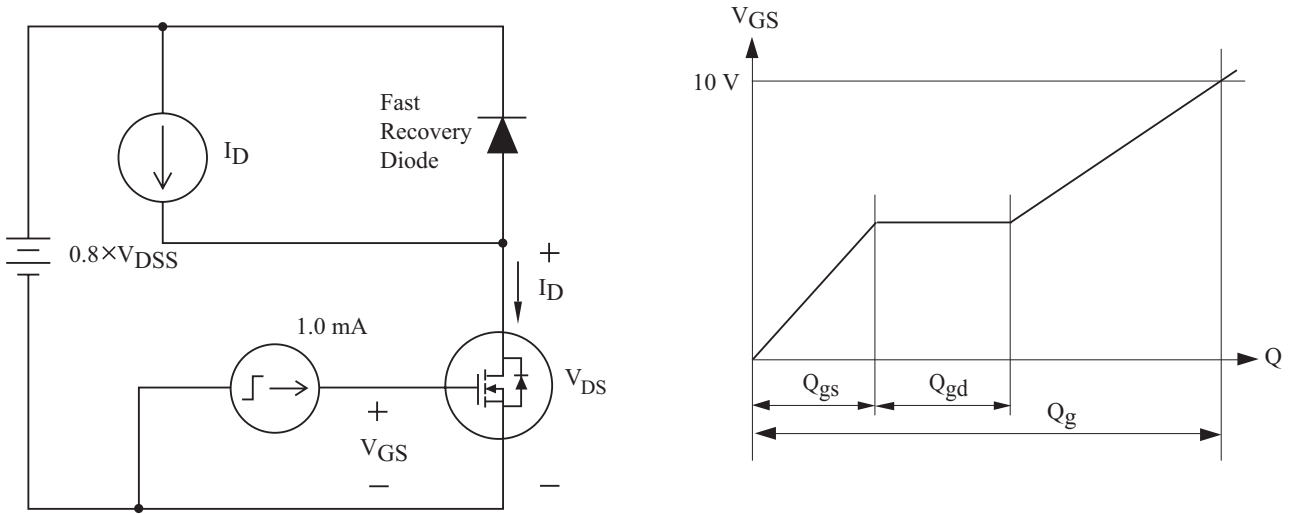 I_D
Fast
Recovery
Diode
0.8×V_DSS
+
I_D
1.0 mA
V_DS
+
V_GS
−
−
V_GS
10 V
Q
Q_gs
Q_gd
Q_g